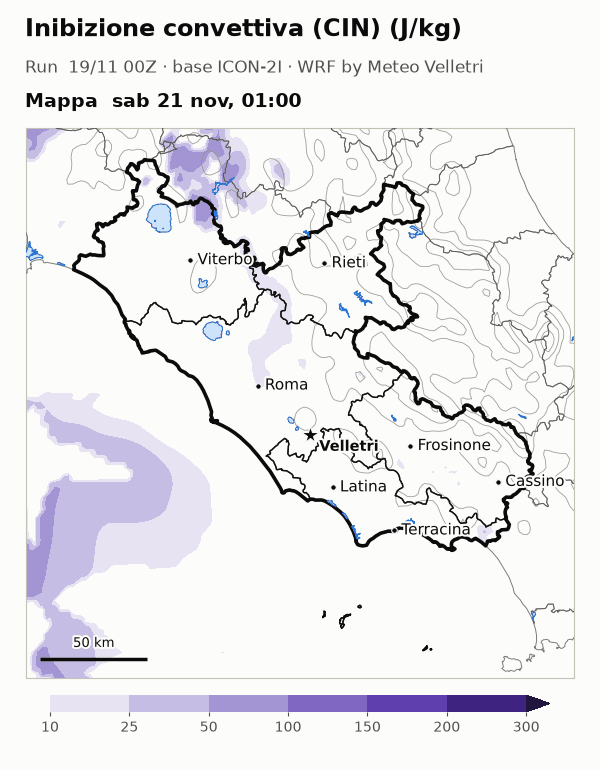 Inibizione convettiva (CIN) (J/kg)
Run  19/11 00Z · base ICON-2I · WRF by Meteo Velletri
Mappa  sab 21 nov, 01:00
Viterbo
Rieti
Roma
Velletri
Frosinone
Latina
Cassino
Terracina
50 km
10 25 50 100 150 200 300